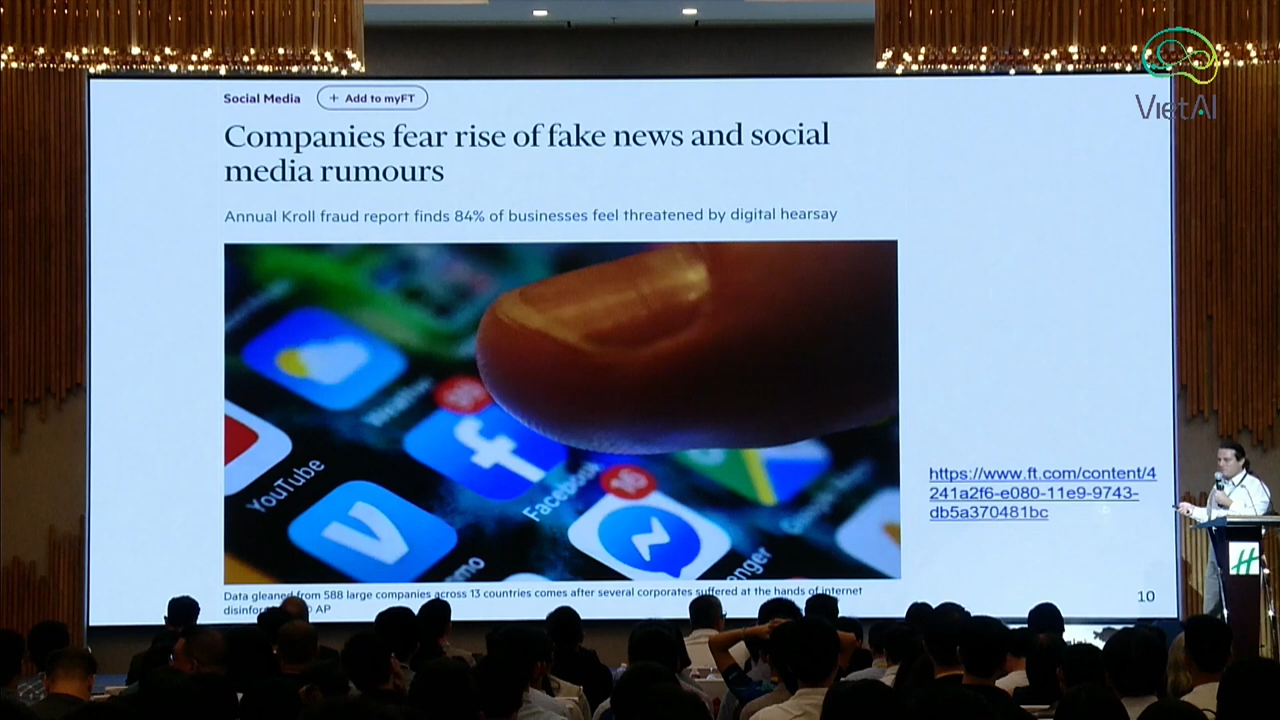 VietAI
Social Media + Add to myFT
Companies fear rise of fake news and social
media rumours
Annual Kroll fraud report finds 84% of businesses feel threatened by digital hearsay
Weather
YouTube
Facebook
https://www.ft.com/content/4
241a2f6-e080-11e9-9743-
db5a370481bc
Data gleaned from 588 large companies across 13 countries comes after several corporates suffered at the hands of internet
AP
10
H